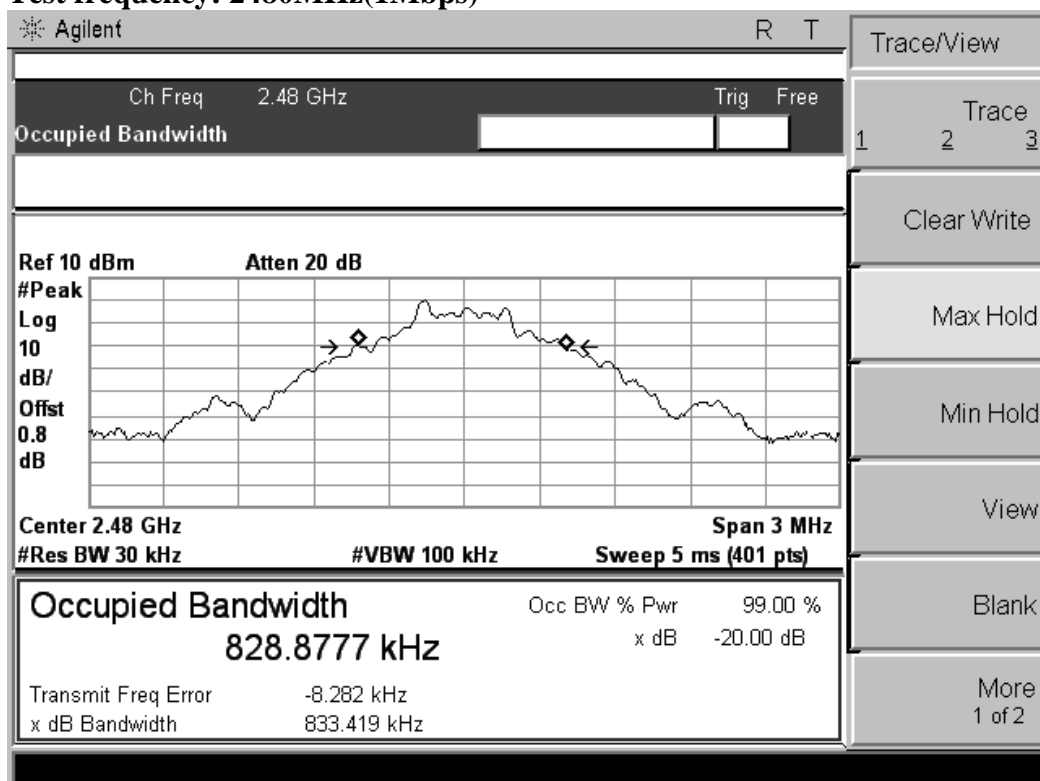 Test frequency: 2480MHz(1Mbps)
Agilent R T
Trace/View
Ch Freq 2.48 GHz Trig Free
Occupied Bandwidth
Trace
1 2 3
Clear Write
Ref 10 dBm Atten 20 dB
#Peak
Log
10
dB/
Offst
0.8
dB
Max Hold
Min Hold
Center 2.48 GHz Span 3 MHz
#Res BW 30 kHz #VBW 100 kHz Sweep 5 ms (401 pts)
View
Occupied Bandwidth
828.8777 kHz
Occ BW % Pwr 99.00 %
x dB -20.00 dB
Transmit Freq Error -8.282 kHz
x dB Bandwidth 833.419 kHz
Blank
More
1 of 2